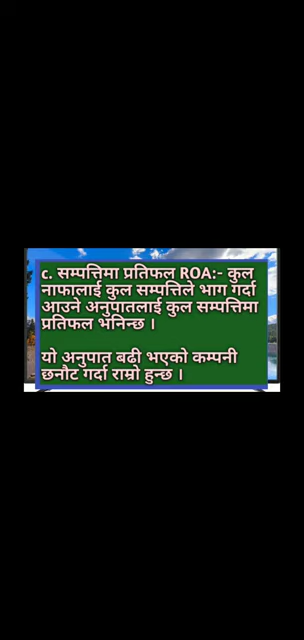 c. सम्पत्तिमा प्रतिफल ROA:- कुल
नाफालाई कुल सम्पत्तिले भाग गर्दा
आउने अनुपातलाई कुल सम्पत्तिमा
प्रतिफल भनिन्छ ।
यो अनुपात बढी भएको कम्पनी
छनौट गर्दा राम्रो हुन्छ ।